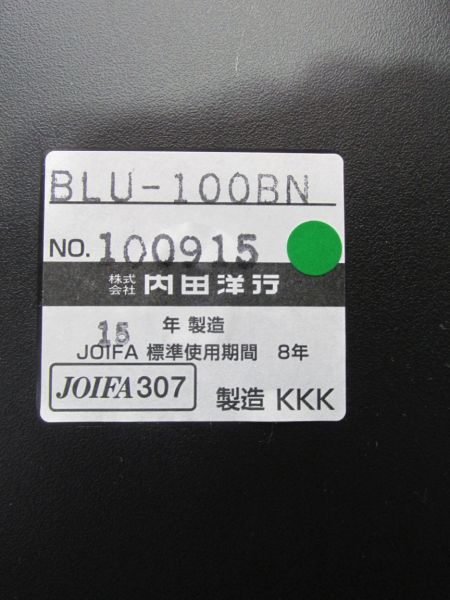 BLU-100BN
NO. 100915
株式会社 内田洋行
15 年 製造
JOIFA 標準使用期間 8年
JOIFA307 製造 KKK